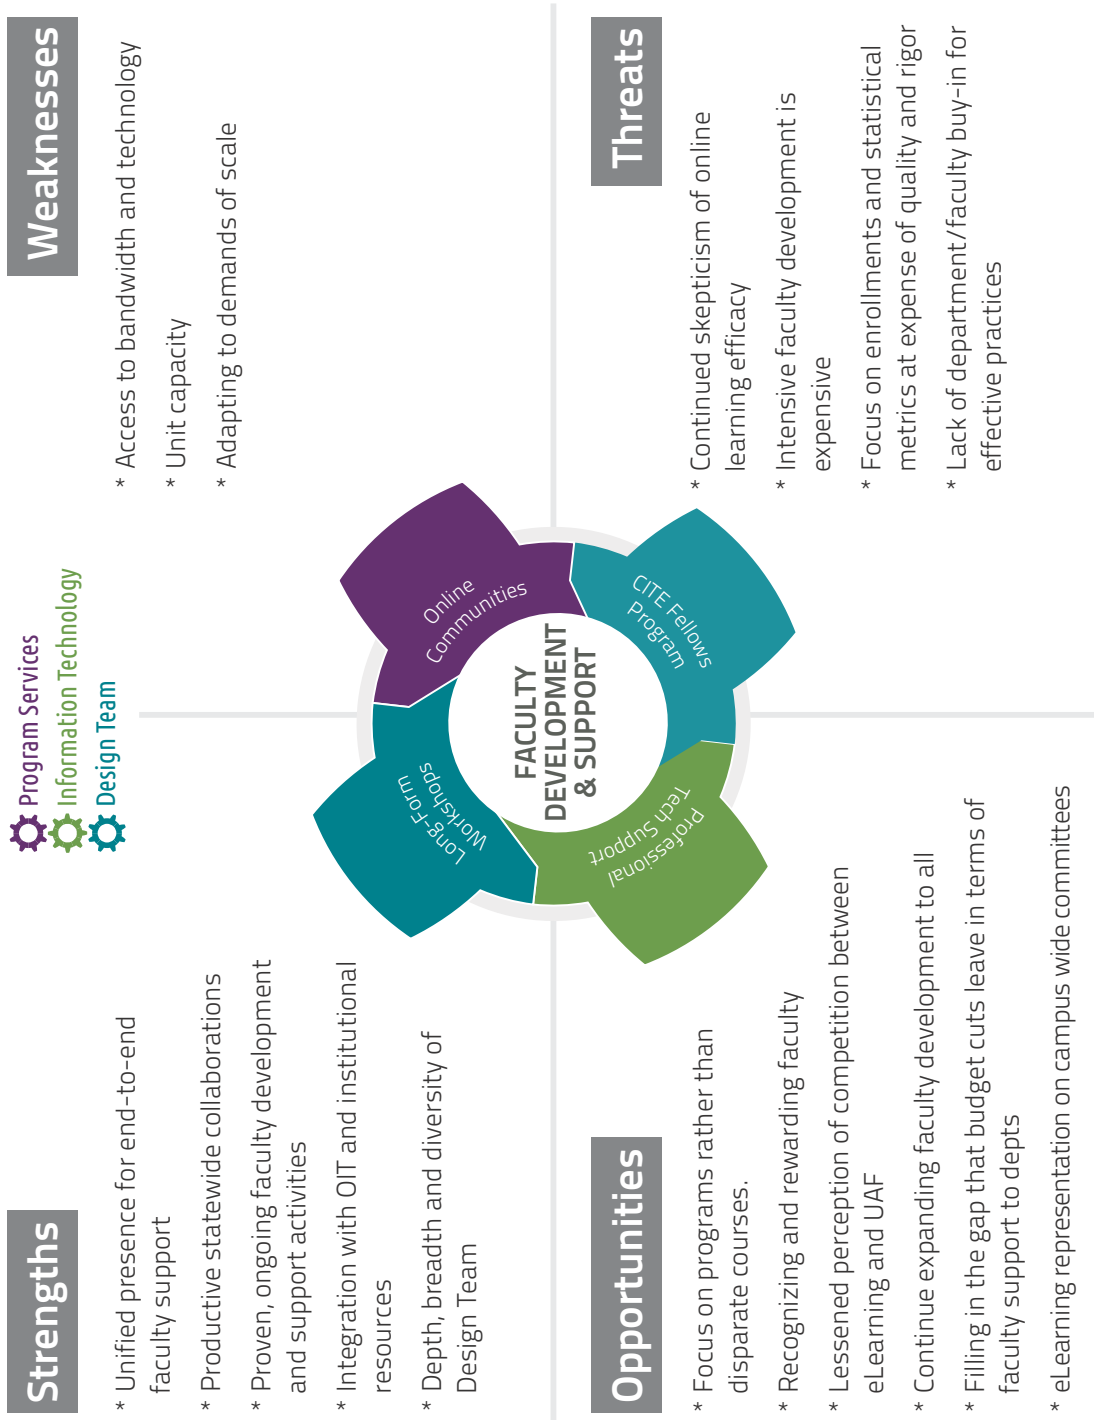 Strengths
* Unified presence for end-to-end
faculty support
* Productive statewide collaborations
* Proven, ongoing faculty development
and support activities
* Integration with OIT and institutional
resources
* Depth, breadth and diversity of
Design Team
Program Services
Information Technology
Design Team
Weaknesses
* Access to bandwidth and technology
* Unit capacity
* Adapting to demands of scale
Long-Form
Workshops
Online
Communities
FACULTY
DEVELOPMENT
& SUPPORT
Professional
Tech Support
CITE Fellows
Program
Opportunities
* Focus on programs rather than
disparate courses.
* Recognizing and rewarding faculty
* Lessened perception of competition between
eLearning and UAF
* Continue expanding faculty development to all
* Filling in the gap that budget cuts leave in terms of
faculty support to depts
* eLearning representation on campus wide committees
Threats
* Continued skepticism of online
learning efficacy
* Intensive faculty development is
expensive
* Focus on enrollments and statistical
metrics at expense of quality and rigor
* Lack of department/faculty buy-in for
effective practices